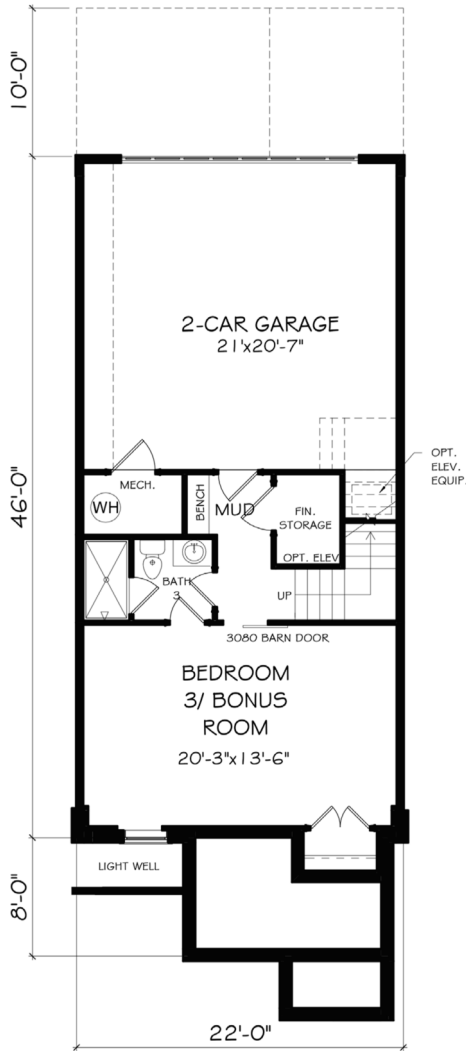 10'-0"
2-CAR GARAGE
21'x20'-7"
46'-0"
OPT.
ELEV.
EQUIP.
MECH.
WH
BENCH
MUD
FIN.
STORAGE
OPT. ELEV
BATH
3
UP
3080 BARN DOOR
BEDROOM
3/ BONUS
ROOM
20'-3"x13'-6"
LIGHT WELL
8'-0"
22'-0"